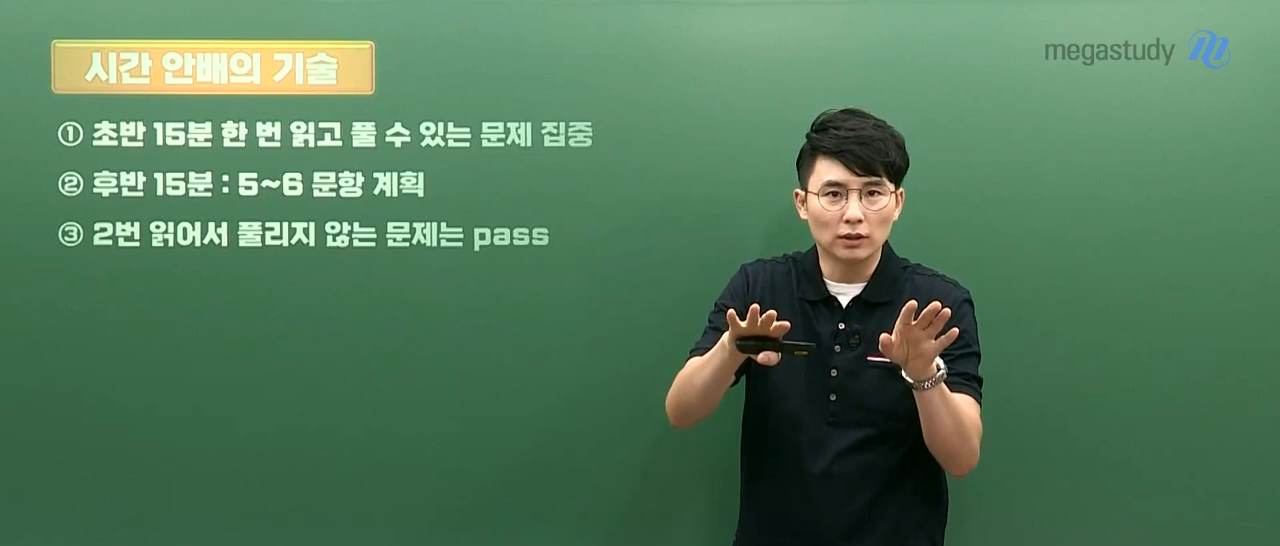 시간 안배의 기술
megastudy
① 초반 15분 한 번 읽고 풀 수 있는 문제 집중
② 후반 15분 : 5~6 문항 계획
③ 2번 읽어서 풀리지 않는 문제는 pass